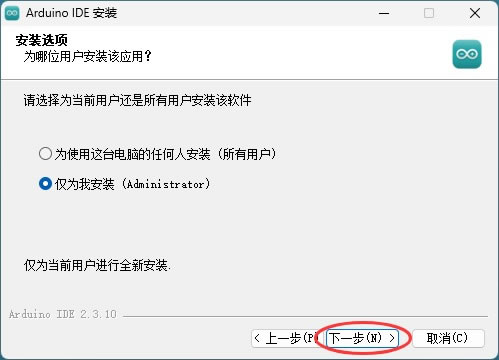 Arduino IDE 安装
安装选项
为哪位用户安装该应用？
请选择为当前用户还是所有用户安装该软件
为使用这台电脑的任何人安装（所有用户）
仅为我安装（Administrator）
仅为当前用户进行全新安装.
Arduino IDE 2.3.10
< 上一步(P) 下一步(N) > 取消(C)